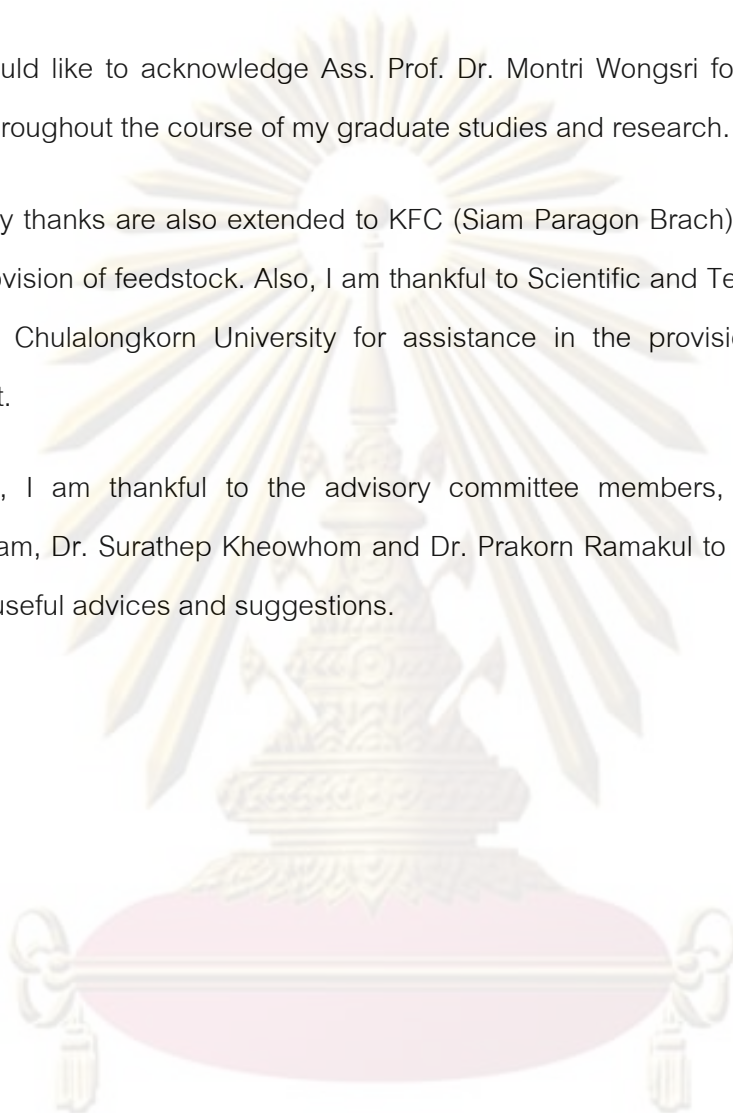 uld like to acknowledge Ass. Prof. Dr. Montri Wongsri fo
roughout the course of my graduate studies and research.
y thanks are also extended to KFC (Siam Paragon Brach)
vision of feedstock. Also, I am thankful to Scientific and Te
Chulalongkorn University for assistance in the provisi
t.
, I am thankful to the advisory committee members,
am, Dr. Surathep Kheowhom and Dr. Prakorn Ramakul to
useful advices and suggestions.